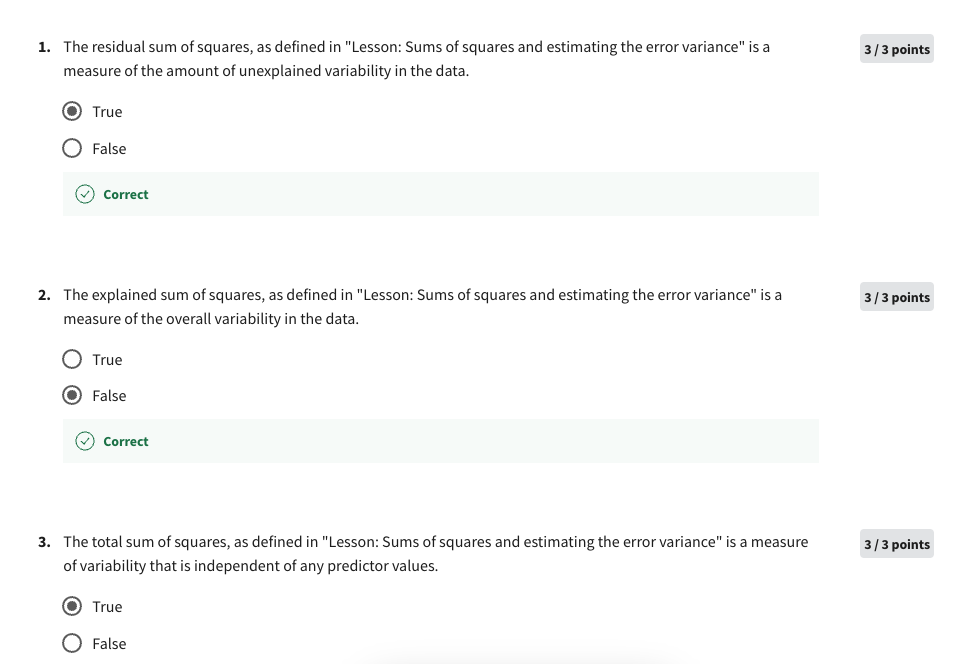 1. The residual sum of squares, as defined in "Lesson: Sums of squares and estimating the error variance" is a
3 / 3 points
measure of the amount of unexplained variability in the data.
True
False
Correct
2. The explained sum of squares, as defined in "Lesson: Sums of squares and estimating the error variance" is a
3 / 3 points
measure of the overall variability in the data.
True
False
Correct
3. The total sum of squares, as defined in "Lesson: Sums of squares and estimating the error variance" is a measure
3 / 3 points
of variability that is independent of any predictor values.
True
False